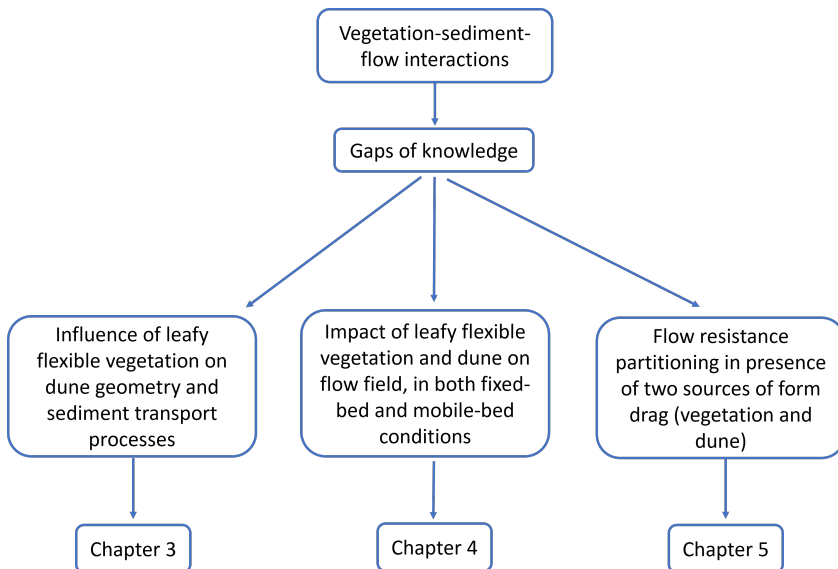 Vegetation-sediment-
flow interactions
Gaps of knowledge
Influence of leafy
flexible vegetation on
dune geometry and
sediment transport
processes
Impact of leafy flexible
vegetation and dune on
flow field, in both fixed-
bed and mobile-bed
conditions
Flow resistance
partitioning in presence
of two sources of form
drag (vegetation and
dune)
Chapter 3
Chapter 4
Chapter 5